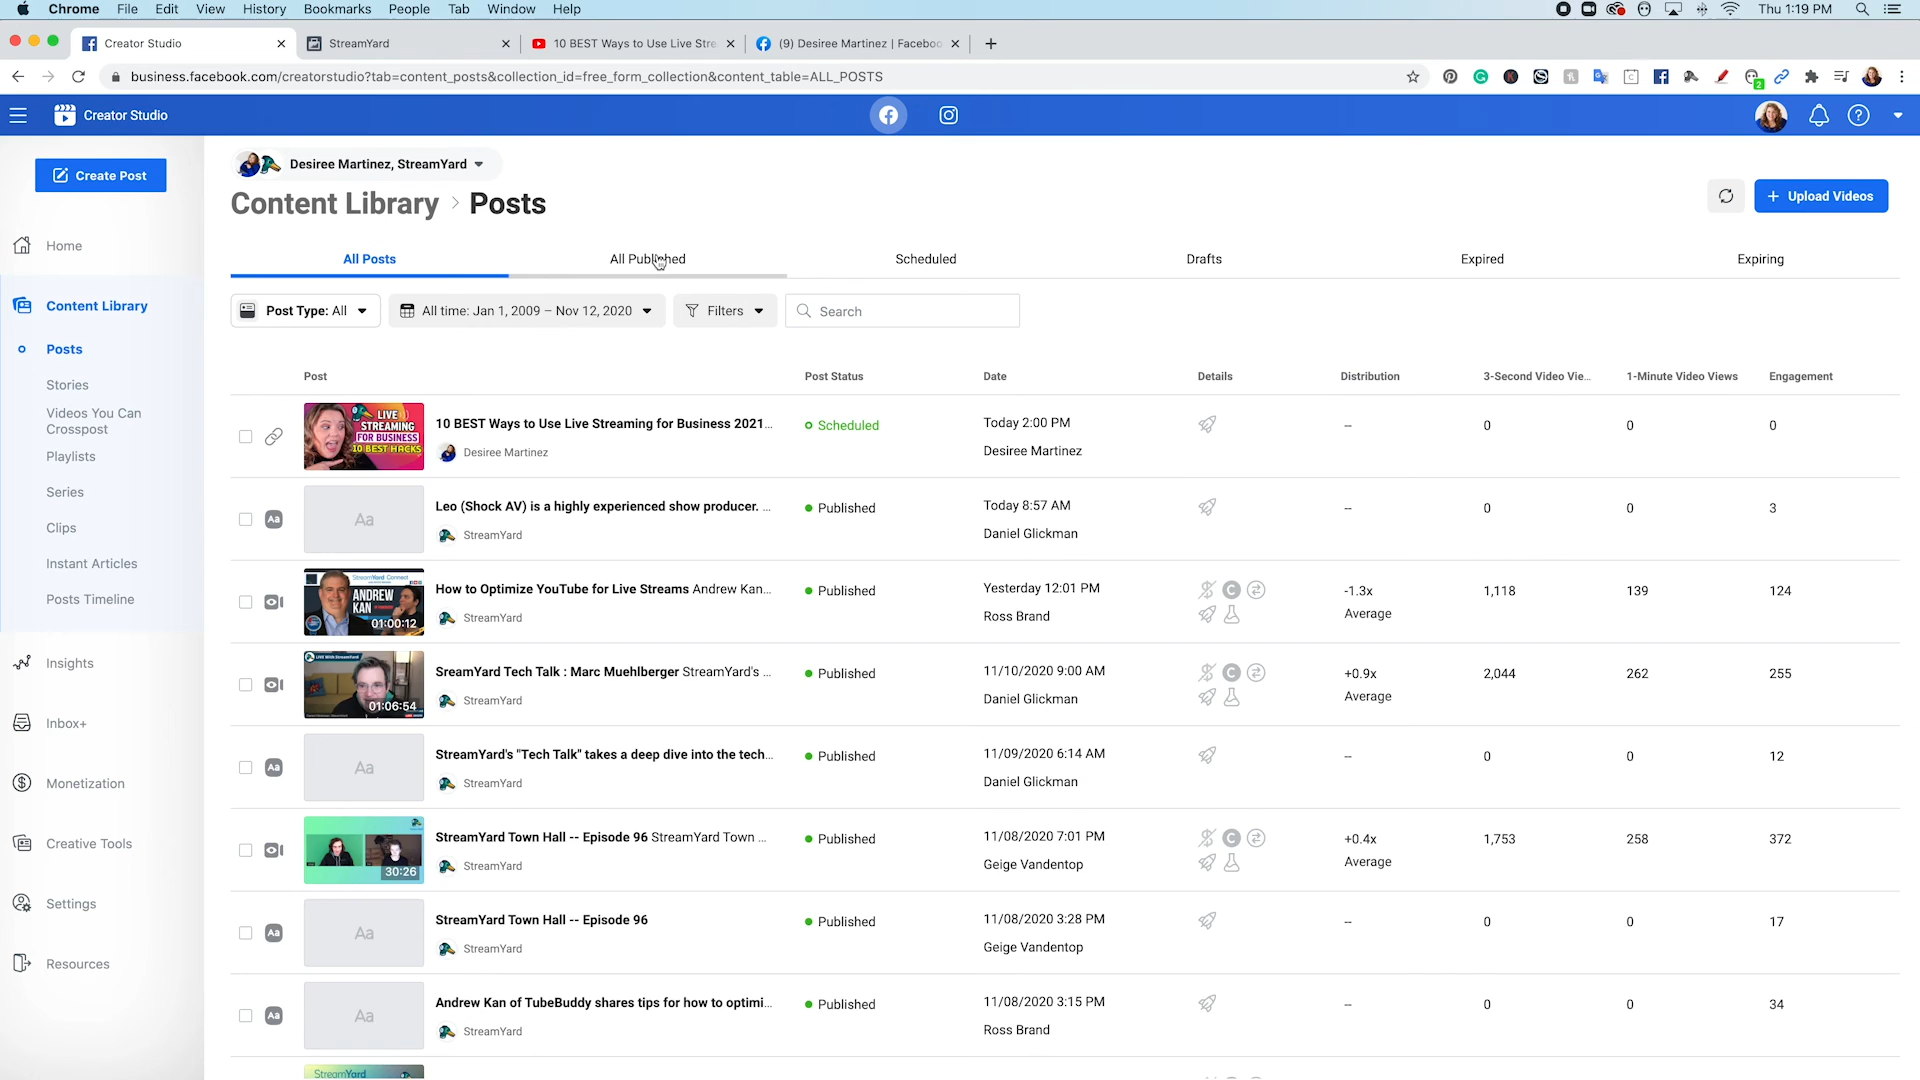 Chrome File Edit View History Bookmarks People Tab Window Help Thu 1:19 PM
Creator Studio StreamYard 10 BEST Ways to Use Live Stre (9) Desiree Martinez | Faceboo
business.facebook.com/creatorstudio?tab=content_posts&collection_id=free_form_collection&content_table=ALL_POSTS
Creator Studio
Create Post
Home
Content Library
Posts
Stories
Videos You Can
Crosspost
Playlists
Series
Clips
Instant Articles
Posts Timeline
Insights
Inbox+
Monetization
Creative Tools
Settings
Resources
Desiree Martinez, StreamYard
Content Library > Posts
+ Upload Videos
All Posts All Published Scheduled Drafts Expired Expiring
Post Type: All All time: Jan 1, 2009 – Nov 12, 2020 Filters Search
Post Post Status Date Details Distribution 3-Second Video Vie... 1-Minute Video Views Engagement
LIVE
STREAMING
FOR BUSINESS
10 BEST HACKS
10 BEST Ways to Use Live Streaming for Business 2021... Scheduled Today 2:00 PM -- 0 0 0
Desiree Martinez Desiree Martinez
Aa Aa Leo (Shock AV) is a highly experienced show producer. ... Published Today 8:57 AM -- 0 0 3
StreamYard Daniel Glickman
StreamYard Connect
ANDREW
KAN
01:00:12
How to Optimize YouTube for Live Streams Andrew Kan... Published Yesterday 12:01 PM -1.3x 1,118 139 124
StreamYard Ross Brand Average
LIVE With StreamYard
01:06:54
SreamYard Tech Talk : Marc Muehlberger StreamYard's ... Published 11/10/2020 9:00 AM +0.9x 2,044 262 255
StreamYard Daniel Glickman Average
Aa Aa StreamYard's "Tech Talk" takes a deep dive into the tech... Published 11/09/2020 6:14 AM -- 0 0 12
StreamYard Daniel Glickman
30:26
StreamYard Town Hall -- Episode 96 StreamYard Town ... Published 11/08/2020 7:01 PM +0.4x 1,753 258 372
StreamYard Geige Vandentop Average
Aa Aa StreamYard Town Hall -- Episode 96 Published 11/08/2020 3:28 PM -- 0 0 17
StreamYard Geige Vandentop
Aa Aa Andrew Kan of TubeBuddy shares tips for how to optimi... Published 11/08/2020 3:15 PM -- 0 0 34
StreamYard Ross Brand
StreamYard